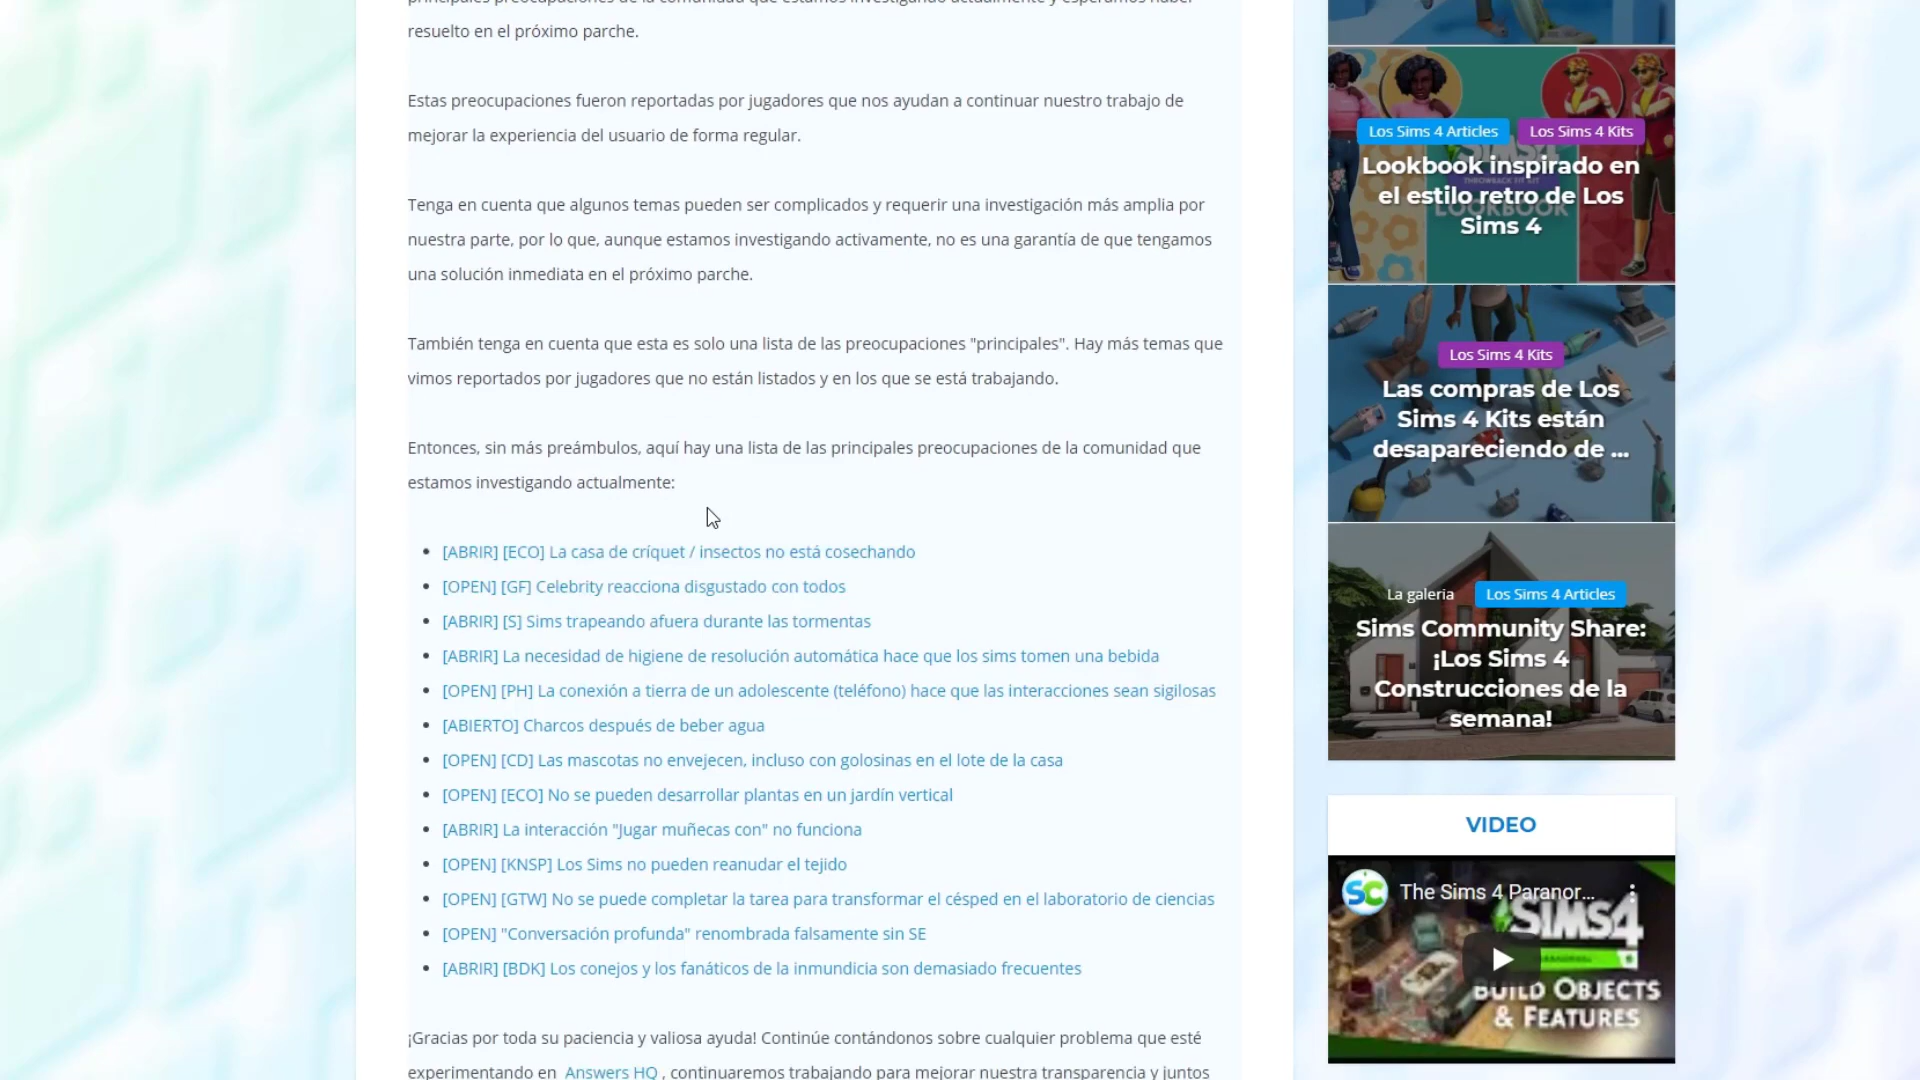 principales preocupaciones de la comunidad que estamos investigando actualmente y esperamos haber
resuelto en el próximo parche.
Estas preocupaciones fueron reportadas por jugadores que nos ayudan a continuar nuestro trabajo de
mejorar la experiencia del usuario de forma regular.
Tenga en cuenta que algunos temas pueden ser complicados y requerir una investigación más amplia por
nuestra parte, por lo que, aunque estamos investigando activamente, no es una garantía de que tengamos
una solución inmediata en el próximo parche.
También tenga en cuenta que esta es solo una lista de las preocupaciones "principales". Hay más temas que
vimos reportados por jugadores que no están listados y en los que se está trabajando.
Entonces, sin más preámbulos, aquí hay una lista de las principales preocupaciones de la comunidad que
estamos investigando actualmente:
[ABRIR] [ECO] La casa de críquet / insectos no está cosechando
[OPEN] [GF] Celebrity reacciona disgustado con todos
[ABRIR] [S] Sims trapeando afuera durante las tormentas
[ABRIR] La necesidad de higiene de resolución automática hace que los sims tomen una bebida
[OPEN] [PH] La conexión a tierra de un adolescente (teléfono) hace que las interacciones sean sigilosas
[ABIERTO] Charcos después de beber agua
[OPEN] [CD] Las mascotas no envejecen, incluso con golosinas en el lote de la casa
[OPEN] [ECO] No se pueden desarrollar plantas en un jardín vertical
[ABRIR] La interacción "Jugar muñecas con" no funciona
[OPEN] [KNSP] Los Sims no pueden reanudar el tejido
[OPEN] [GTW] No se puede completar la tarea para transformar el césped en el laboratorio de ciencias
[OPEN] "Conversación profunda" renombrada falsamente sin SE
[ABRIR] [BDK] Los conejos y los fanáticos de la inmundicia son demasiado frecuentes
¡Gracias por toda su paciencia y valiosa ayuda! Continúe contándonos sobre cualquier problema que esté
experimentando en Answers HQ , continuaremos trabajando para mejorar nuestra transparencia y juntos
Los Sims 4 Articles Los Sims 4 Kits
Lookbook inspirado en
el estilo retro de Los
Sims 4
LOOKBOOK
Los Sims 4 Kits
Las compras de Los
Sims 4 Kits están
desapareciendo de ...
La galeria Los Sims 4 Articles
Sims Community Share:
¡Los Sims 4
Construcciones de la
semana!
VIDEO
SC The Sims 4 Paranor...
SIMS4
BUILD OBJECTS
& FEATURES